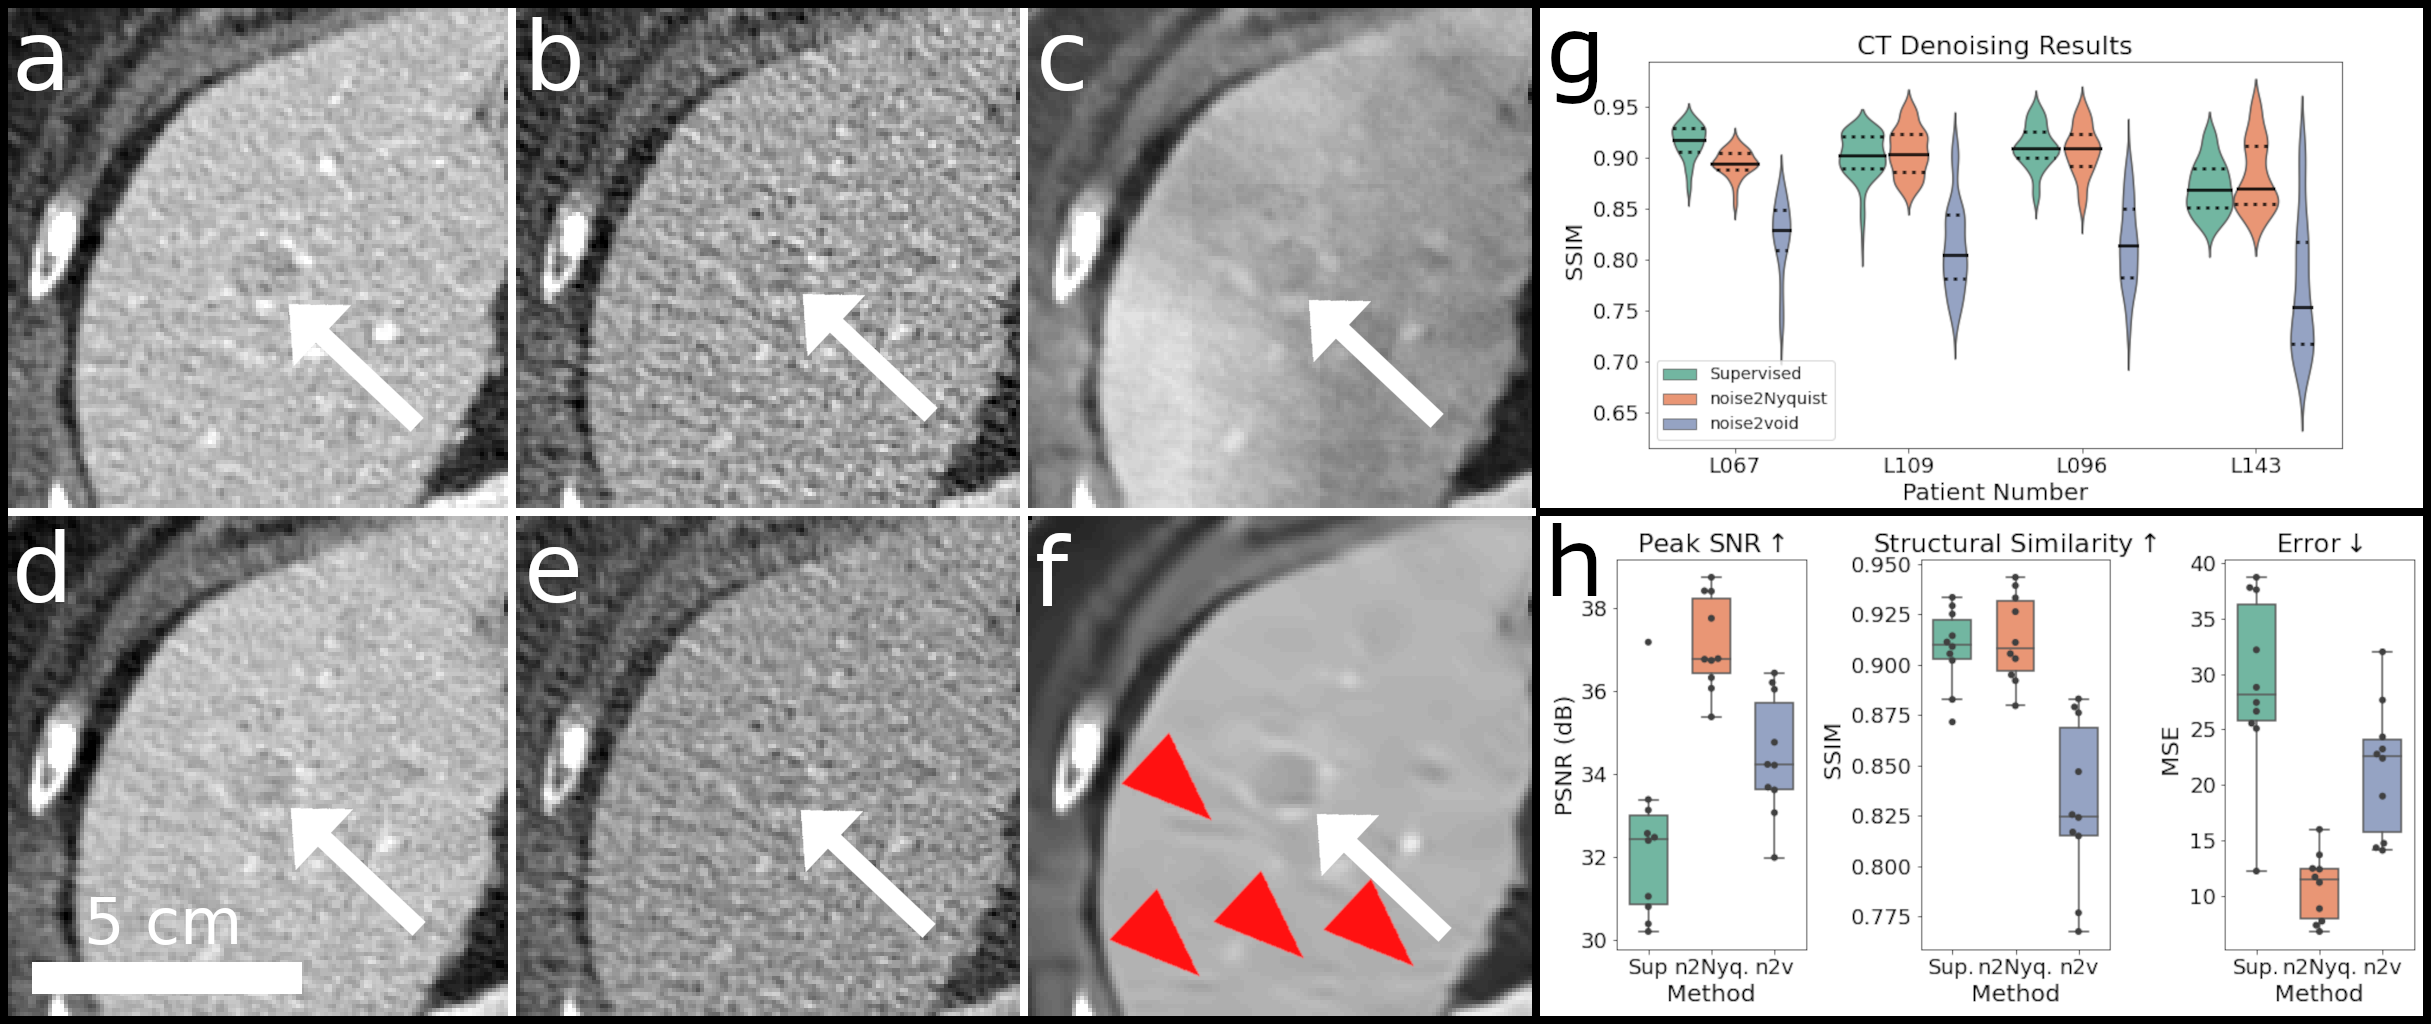 a
b
c
d
5 cm
e
f
g
CT Denoising Results
SSIM
0.95
0.90
0.85
0.80
0.75
0.70
0.65
Supervised
noise2Nyquist
noise2void
L067 L109 L096 L143
Patient Number
h
Peak SNR ↑
PSNR (dB)
38
36
34
32
30
Sup n2Nyq. n2v
Method
Structural Similarity ↑
SSIM
0.950
0.925
0.900
0.875
0.850
0.825
0.800
0.775
Sup. n2Nyq. n2v
Method
Error ↓
MSE
40
35
30
25
20
15
10
Sup. n2Nyq. n2v
Method